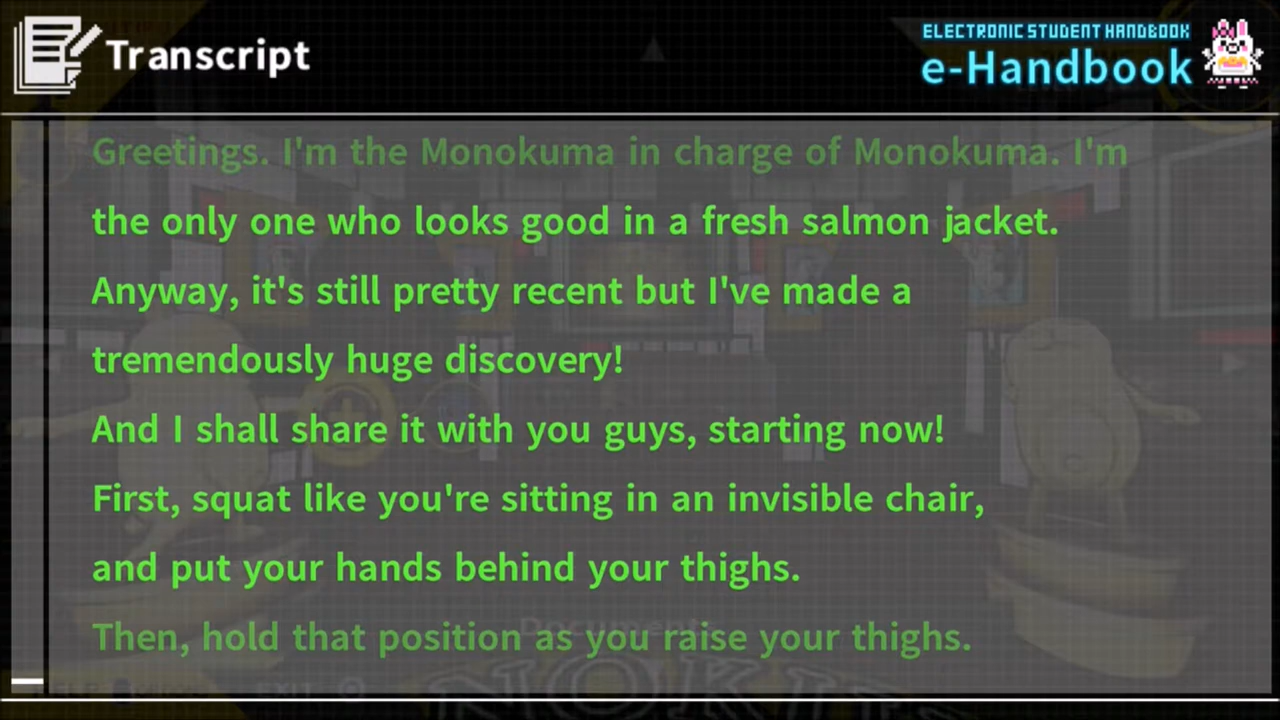 Transcript
ELECTRONIC STUDENT HANDBOOK
e-Handbook
Greetings. I'm the Monokuma in charge of Monokuma. I'm
the only one who looks good in a fresh salmon jacket.
Anyway, it's still pretty recent but I've made a
tremendously huge discovery!
And I shall share it with you guys, starting now!
First, squat like you're sitting in an invisible chair,
and put your hands behind your thighs.
Then, hold that position as you raise your thighs.
Documents
EXIT